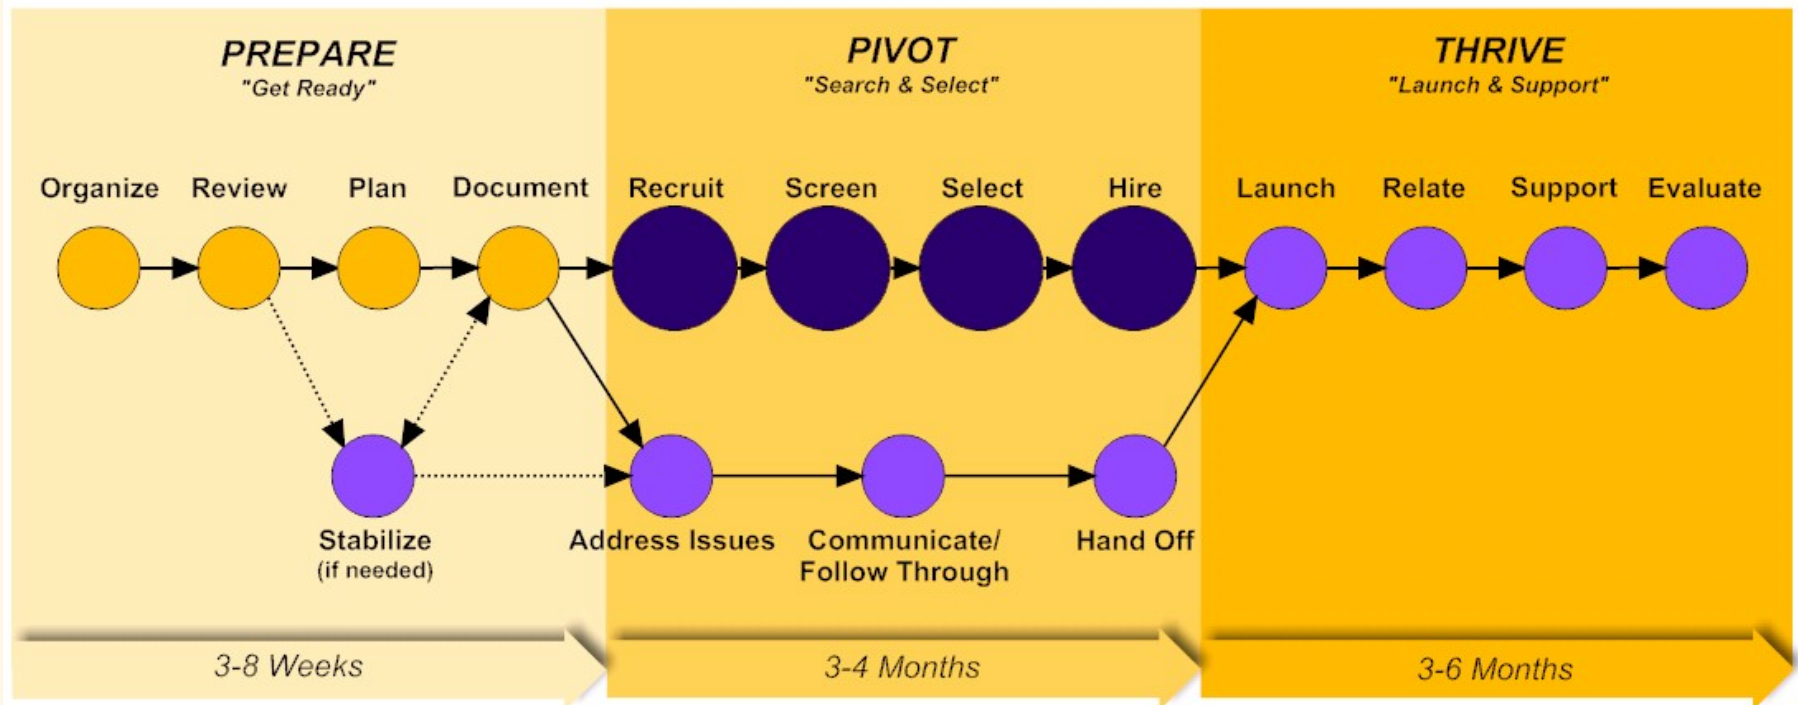 PREPARE
"Get Ready"
PIVOT
"Search & Select"
THRIVE
"Launch & Support"
Organize
Review
Plan
Document
Recruit
Screen
Select
Hire
Launch
Relate
Support
Evaluate
Stabilize
(if needed)
Address Issues
Communicate/
Follow Through
Hand Off
3-8 Weeks
3-4 Months
3-6 Months